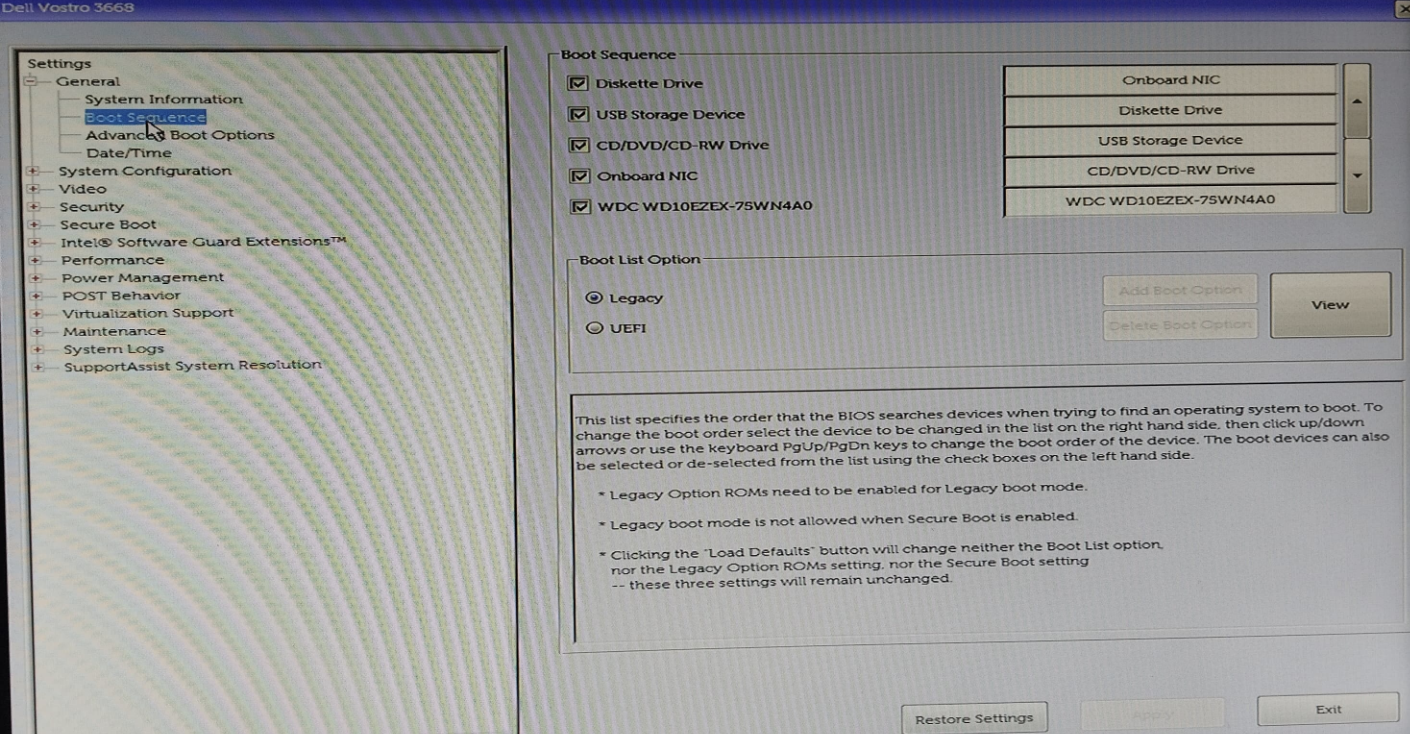 Dell Vostro 3668
Settings
General
System Information
Boot Sequence
Advanced Boot Options
Date/Time
System Configuration
Video
Security
Secure Boot
Intel® Software Guard Extensions™
Performance
Power Management
POST Behavior
Virtualization Support
Maintenance
System Logs
SupportAssist System Resolution
Boot Sequence
Diskette Drive
USB Storage Device
CD/DVD/CD-RW Drive
Onboard NIC
WDC WD10EZEX-75WN4A0
Onboard NIC
Diskette Drive
USB Storage Device
CD/DVD/CD-RW Drive
WDC WD10EZEX-75WN4A0
Boot List Option
Legacy
UEFI
Add Boot Option
Delete Boot Option
View
This list specifies the order that the BIOS searches devices when trying to find an operating system to boot. To
change the boot order select the device to be changed in the list on the right hand side, then click up/down
arrows or use the keyboard PgUp/PgDn keys to change the boot order of the device. The boot devices can also
be selected or de-selected from the list using the check boxes on the left hand side.
* Legacy Option ROMs need to be enabled for Legacy boot mode.
* Legacy boot mode is not allowed when Secure Boot is enabled.
* Clicking the "Load Defaults" button will change neither the Boot List option,
nor the Legacy Option ROMs setting, nor the Secure Boot setting
-- these three settings will remain unchanged.
Restore Settings
Apply
Exit